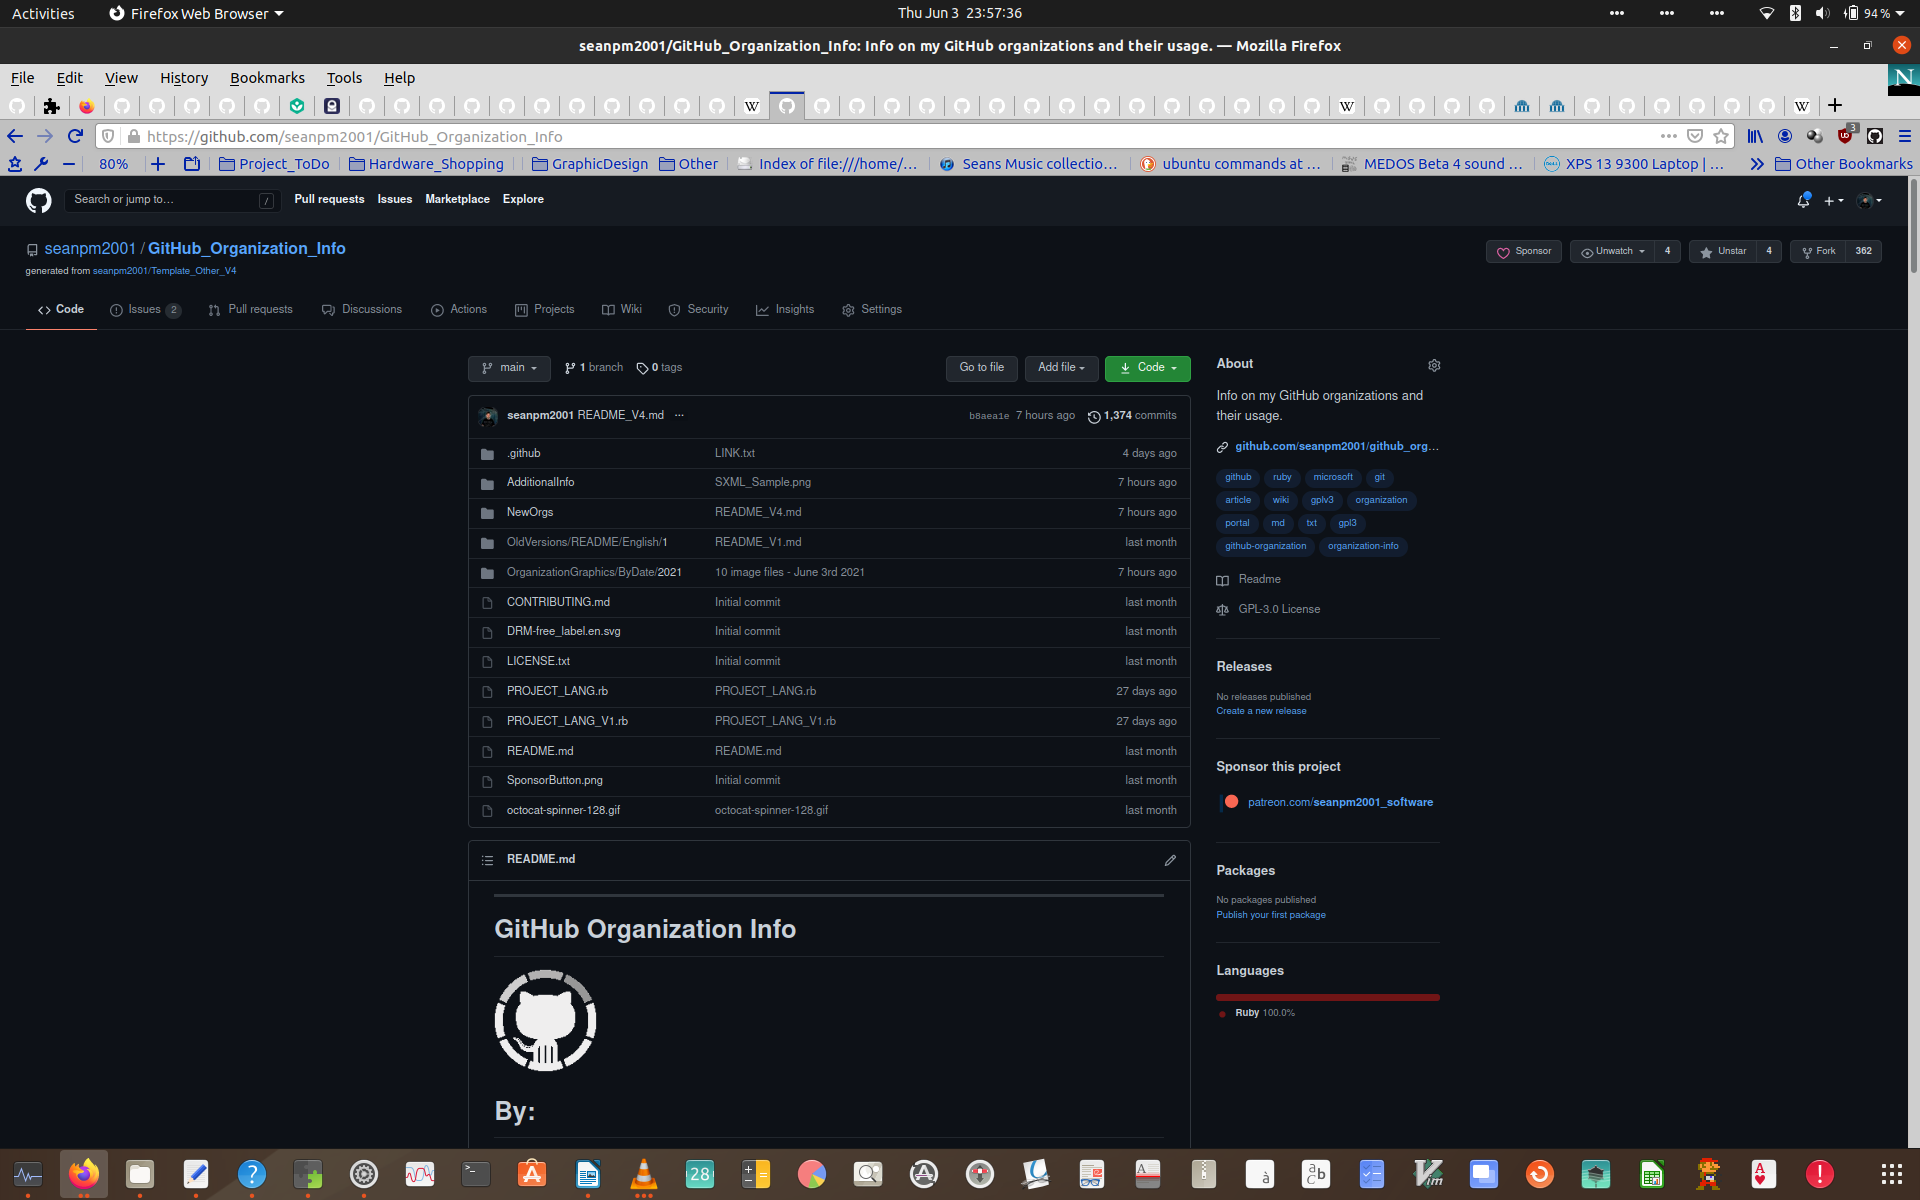 Activities Firefox Web Browser Thu Jun 3 23:57:36 94 %
seanpm2001/GitHub_Organization_Info: Info on my GitHub organizations and their usage. — Mozilla Firefox
File Edit View History Bookmarks Tools Help
https://github.com/seanpm2001/GitHub_Organization_Info 3
80% Project_ToDo Hardware_Shopping GraphicDesign Other Index of file:///home/... Seans Music collectio... ubuntu commands at ... MEDOS Beta 4 sound ... XPS 13 9300 Laptop | ... Other Bookmarks
Search or jump to... / Pull requests Issues Marketplace Explore
seanpm2001 / GitHub_Organization_Info Sponsor Unwatch 4 Unstar 4 Fork 362
generated from seanpm2001/Template_Other_V4
Code Issues 2 Pull requests Discussions Actions Projects Wiki Security Insights Settings
main 1 branch 0 tags Go to file Add file Code
seanpm2001 README_V4.md ... b8aea1e 7 hours ago 1,374 commits
.github LINK.txt 4 days ago
AdditionalInfo SXML_Sample.png 7 hours ago
NewOrgs README_V4.md 7 hours ago
OldVersions/README/English/1 README_V1.md last month
OrganizationGraphics/ByDate/2021 10 image files - June 3rd 2021 7 hours ago
CONTRIBUTING.md Initial commit last month
DRM-free_label.en.svg Initial commit last month
LICENSE.txt Initial commit last month
PROJECT_LANG.rb PROJECT_LANG.rb 27 days ago
PROJECT_LANG_V1.rb PROJECT_LANG_V1.rb 27 days ago
README.md README.md last month
SponsorButton.png Initial commit last month
octocat-spinner-128.gif octocat-spinner-128.gif last month
README.md
GitHub Organization Info
By:
About
Info on my GitHub organizations and
their usage.
github.com/seanpm2001/github_org...
github ruby microsoft git
article wiki gplv3 organization
portal md txt gpl3
github-organization organization-info
Readme
GPL-3.0 License
Releases
No releases published
Create a new release
Sponsor this project
patreon.com/seanpm2001_software
Packages
No packages published
Publish your first package
Languages
Ruby 100.0%
28